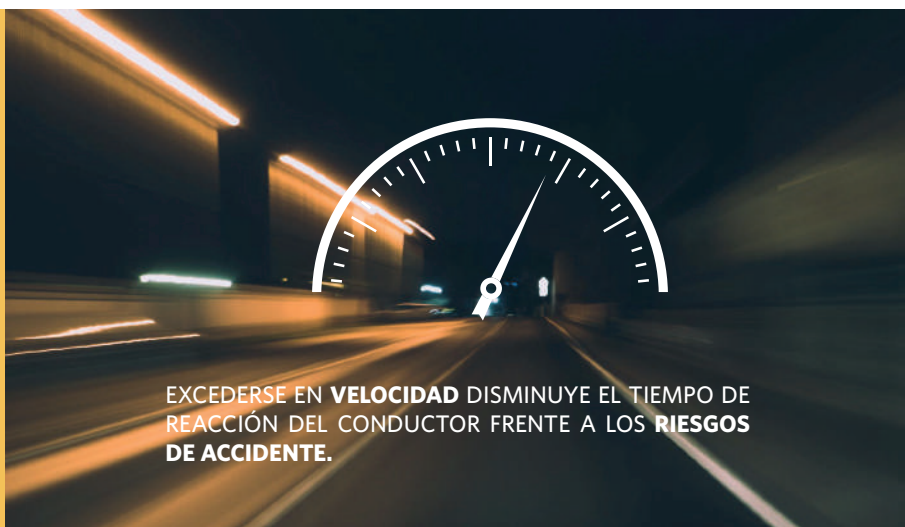 EXCEDERSE EN VELOCIDAD DISMINUYE EL TIEMPO DE
REACCIÓN DEL CONDUCTOR FRENTE A LOS RIESGOS
DE ACCIDENTE.